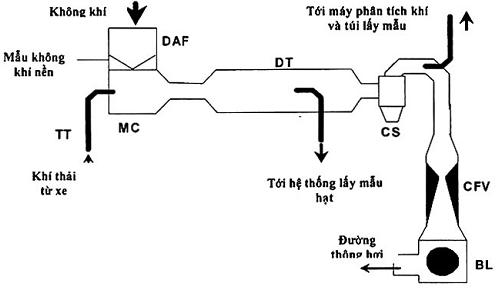 Không khí
DAF
Mẫu không
khí nền
DT
Tới máy phân tích khí
và túi lấy mẫu
TT
MC
CS
Khí thải
từ xe
Tới hệ thống lấy mẫu
hạt
CFV
Đường
thông hơi
BL